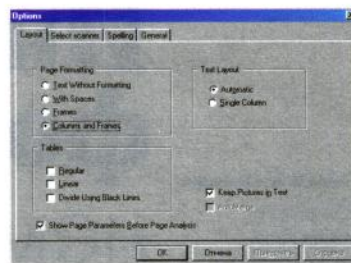 Options
Layout Select scanner Spelling General
Page Formatting
Text Without Formatting
With Spaces
Frames
Columns and Frames
Text Layout
Automatic
Single Column
Tables
Regular
Linear
Divide Using Black Lines
Keep Pictures in Text
Show Page Parameters Before Page Analysis
OK Отмена